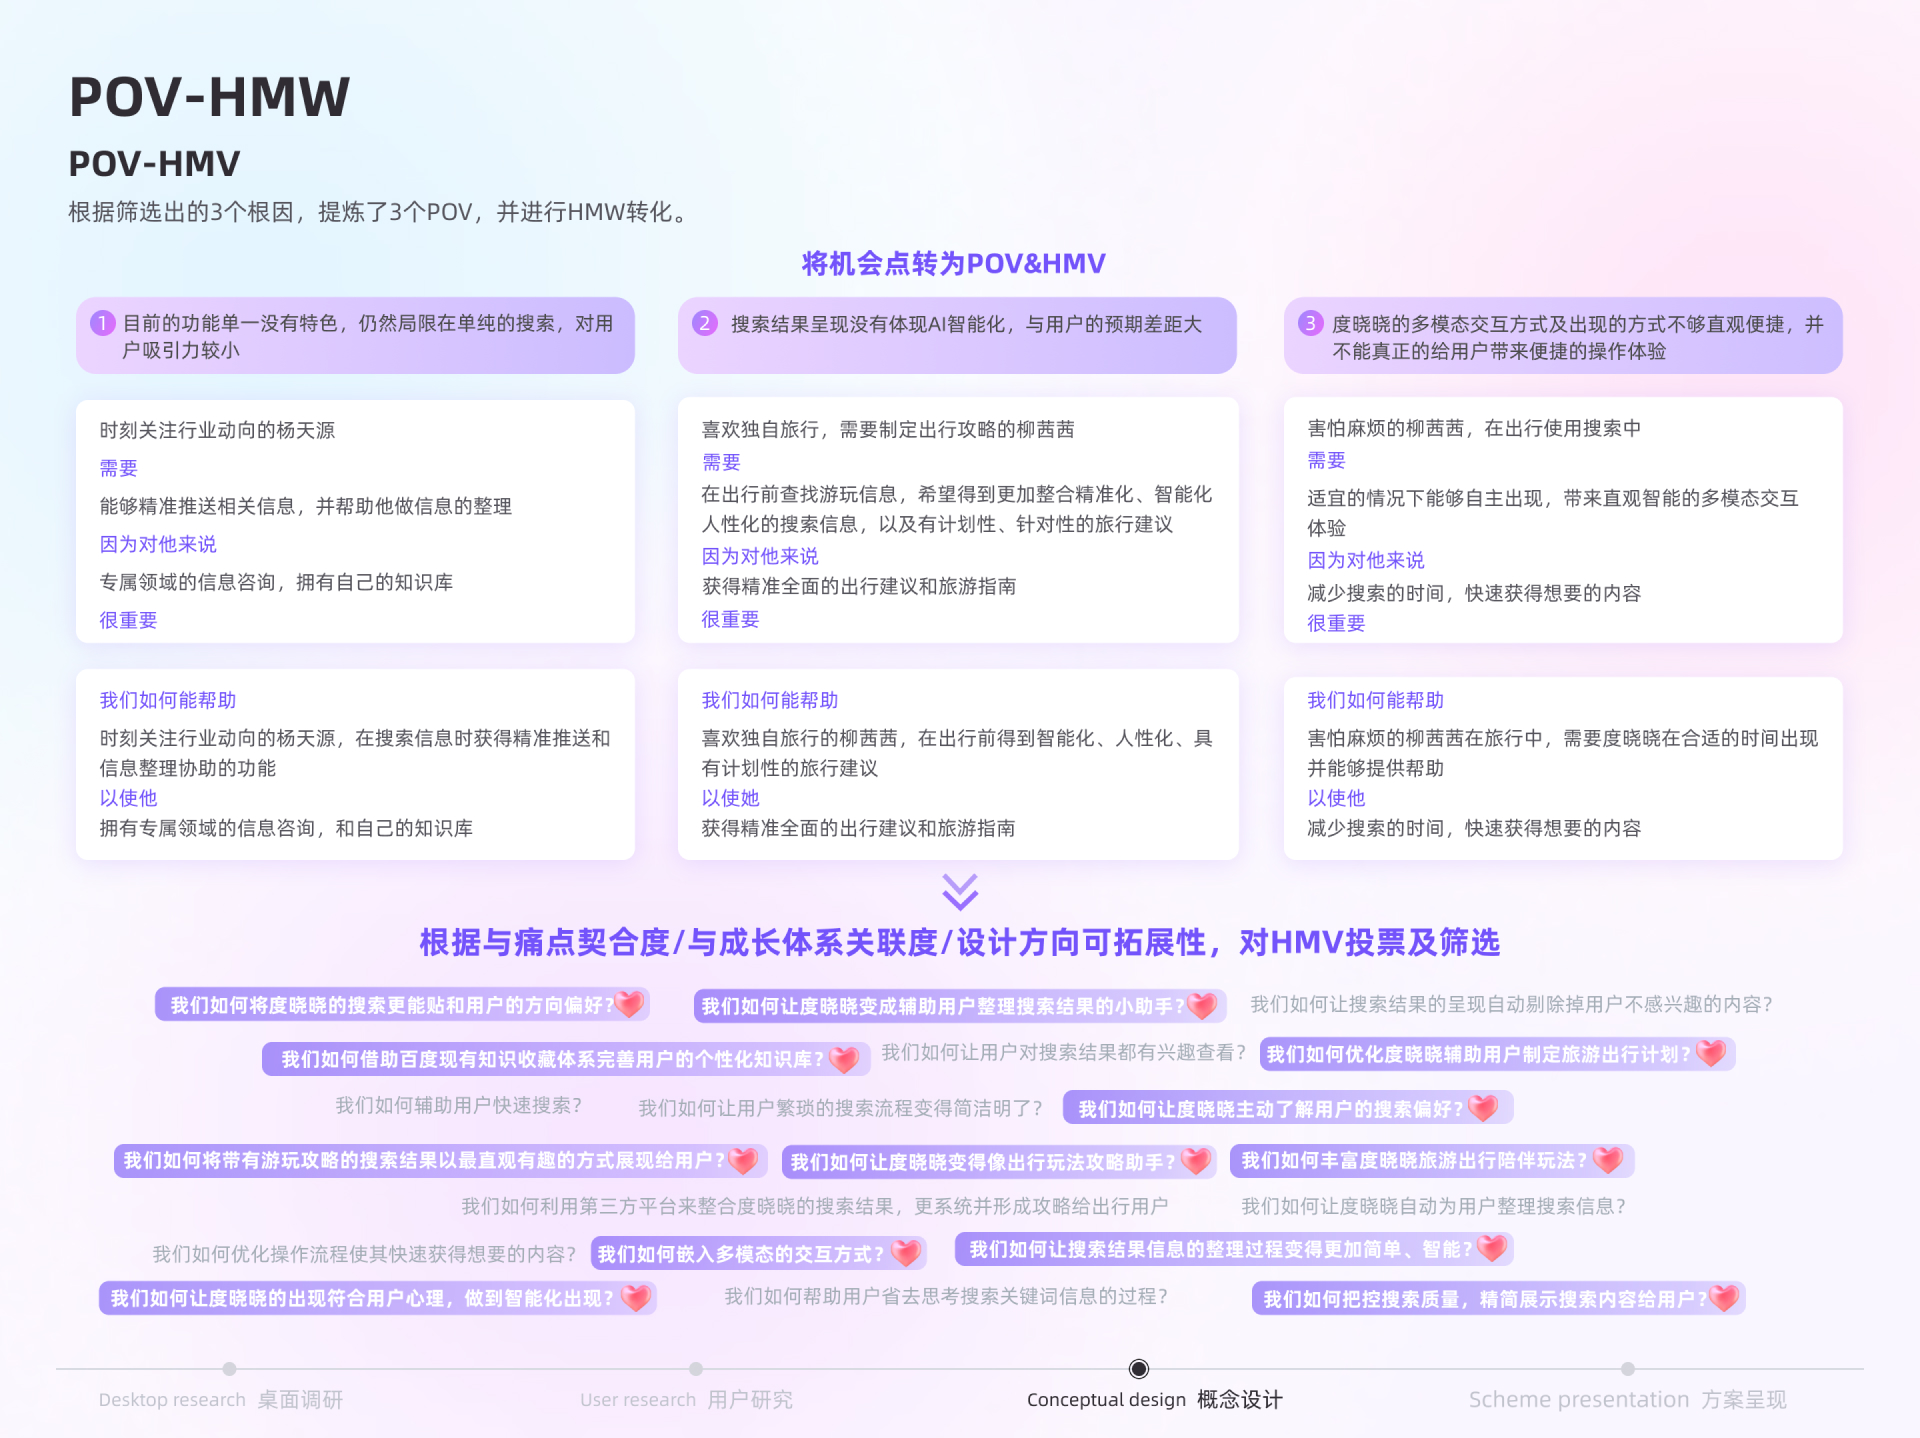 POV-HMW
POV-HMV
根据筛选出的3个根因，提炼了3个POV，并进行HMW转化。
将机会点转为POV&HMV
1
目前的功能单一没有特色，仍然局限在单纯的搜索，对用
户吸引力较小
时刻关注行业动向的杨天源
需要
能够精准推送相关信息，并帮助他做信息的整理
因为对他来说
专属领域的信息咨询，拥有自己的知识库
很重要
我们如何能帮助
时刻关注行业动向的杨天源，在搜索信息时获得精准推送和
信息整理协助的功能
以使他
拥有专属领域的信息咨询，和自己的知识库
2
搜索结果呈现没有体现AI智能化，与用户的预期差距大
喜欢独自旅行，需要制定出行攻略的柳茜茜
需要
在出行前查找游玩信息，希望得到更加整合精准化、智能化
人性化的搜索信息，以及有计划性、针对性的旅行建议
因为对他来说
获得精准全面的出行建议和旅游指南
很重要
我们如何能帮助
喜欢独自旅行的柳茜茜，在出行前得到智能化、人性化、具
有计划性的旅行建议
以使她
获得精准全面的出行建议和旅游指南
3
度晓晓的多模态交互方式及出现的方式不够直观便捷，并
不能真正的给用户带来便捷的操作体验
害怕麻烦的柳茜茜，在出行使用搜索中
需要
适宜的情况下能够自主出现，带来直观智能的多模态交互
体验
因为对他来说
减少搜索的时间，快速获得想要的内容
很重要
我们如何能帮助
害怕麻烦的柳茜茜在旅行中，需要度晓晓在合适的时间出现
并能够提供帮助
以使他
减少搜索的时间，快速获得想要的内容
根据与痛点契合度/与成长体系关联度/设计方向可拓展性，对HMV投票及筛选
我们如何将度晓晓的搜索更能贴和用户的方向偏好？
我们如何让度晓晓变成辅助用户整理搜索结果的小助手？
我们如何让搜索结果的呈现自动剔除掉用户不感兴趣的内容？
我们如何借助百度现有知识收藏体系完善用户的个性化知识库？
我们如何让用户对搜索结果都有兴趣查看？
我们如何优化度晓晓辅助用户制定旅游出行计划？
我们如何辅助用户快速搜索？
我们如何让用户繁琐的搜索流程变得简洁明了？
我们如何让度晓晓主动了解用户的搜索偏好？
我们如何将带有游玩攻略的搜索结果以最直观有趣的方式展现给用户？
我们如何让度晓晓变得像出行玩法攻略助手？
我们如何丰富度晓晓旅游出行陪伴玩法？
我们如何利用第三方平台来整合度晓晓的搜索结果，更系统并形成攻略给出行用户
我们如何让度晓晓自动为用户整理搜索信息？
我们如何优化操作流程使其快速获得想要的内容？
我们如何嵌入多模态的交互方式？
我们如何让搜索结果信息的整理过程变得更加简单、智能？
我们如何让度晓晓的出现符合用户心理，做到智能化出现？
我们如何帮助用户省去思考搜索关键词信息的过程？
我们如何把控搜索质量，精简展示搜索内容给用户？
Desktop research 桌面调研
User research 用户研究
Conceptual design 概念设计
Scheme presentation 方案呈现